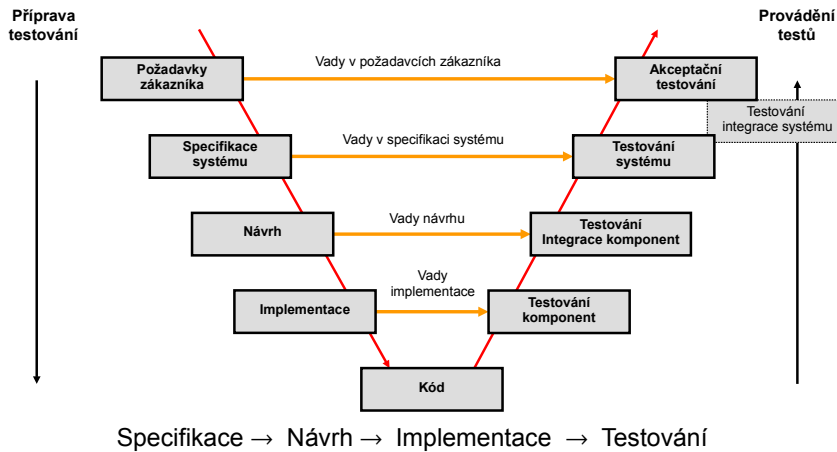 Příprava
testování
Provádění
testů
Požadavky
zákazníka
Vady v požadavcích zákazníka
Akceptační
testování
Testování
integrace systému
Specifikace
systému
Vady v specifikaci systému
Testování
systému
Návrh
Vady návrhu
Testování
Integrace komponent
Vady
implementace
Implementace
Testování
komponent
Kód
Specifikace → Návrh → Implementace → Testování